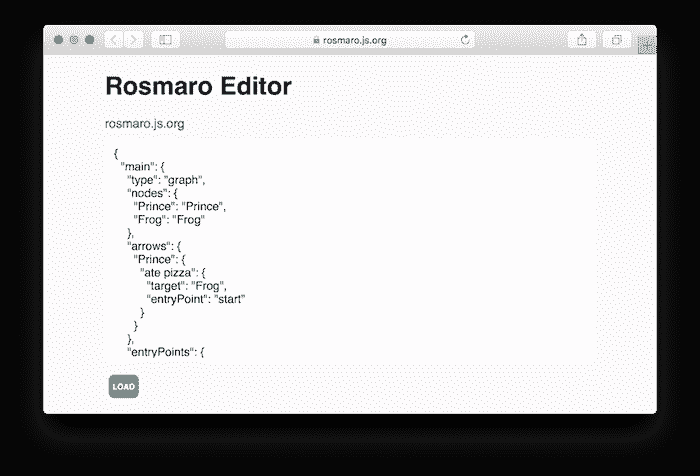 rosmaro.js.org
Rosmaro Editor
rosmaro.js.org
{
"main": {
"type": "graph",
"nodes": {
"Prince": "Prince",
"Frog": "Frog"
},
"arrows": {
"Prince": {
"ate pizza": {
"target": "Frog",
"entryPoint": "start"
}
}
},
"entryPoints": {
LOAD